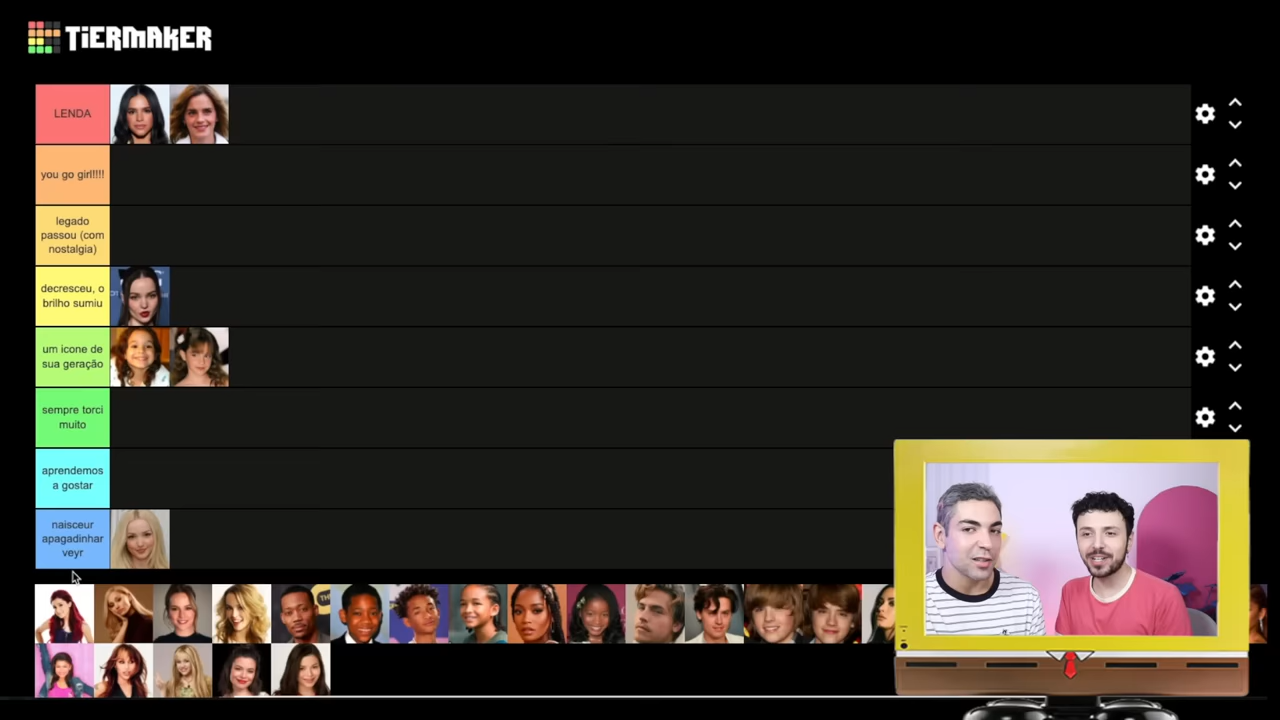 TiERMAKER
LENDA
you go girl!!!!
legado
passou (com
nostalgia)
decresceu, o
brilho sumiu
um icone de
sua geração
sempre torci
muito
aprendemos
a gostar
naisceur
apagadinhar
veyr